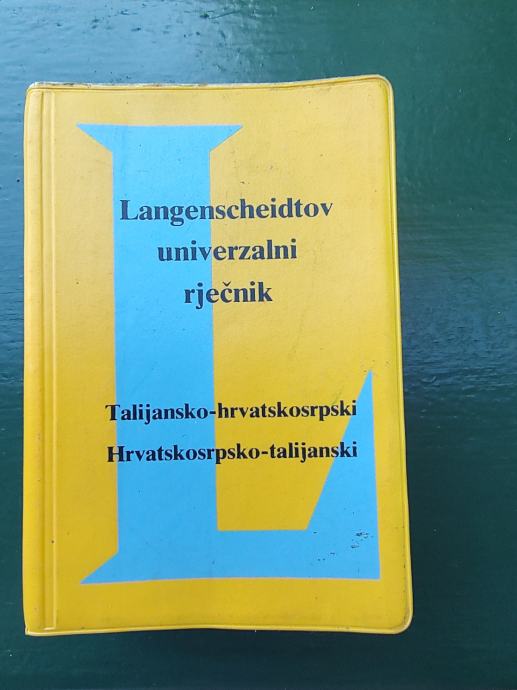 Langenscheidtov
univerzalni
rječnik
Talijansko-hrvatskosrpski
Hrvatskosrpsko-talijanski